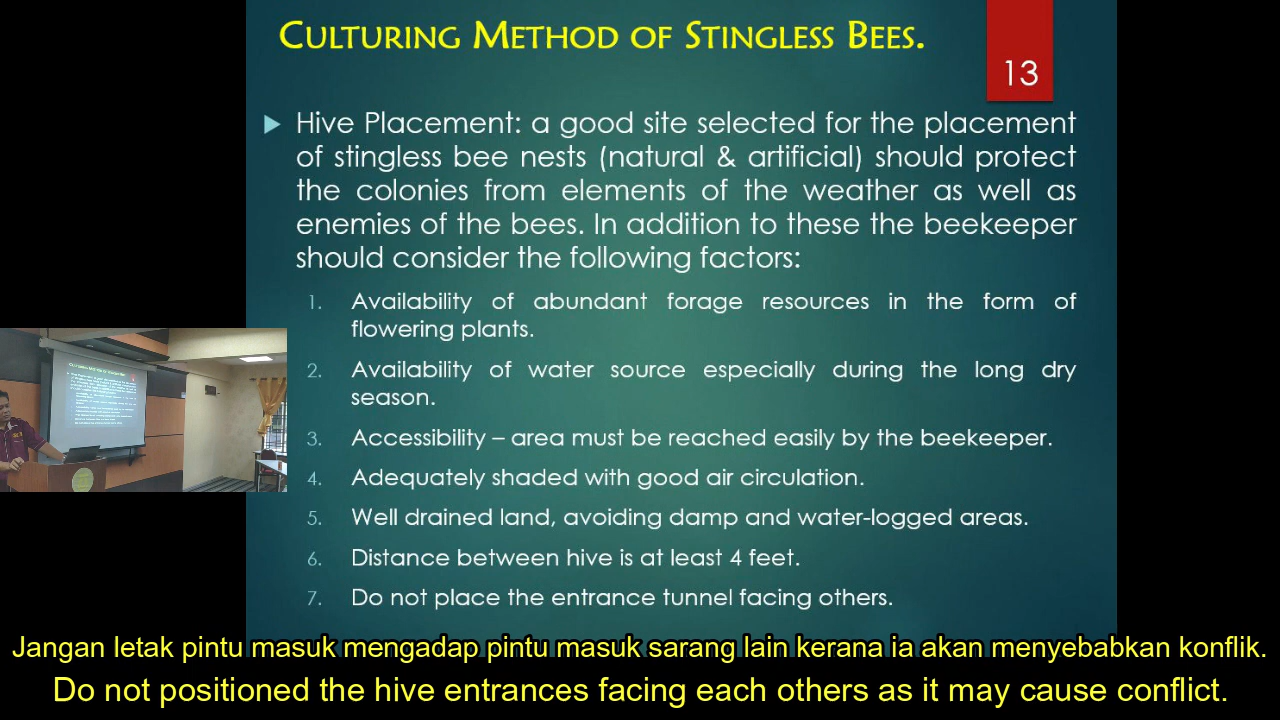 CULTURING METHOD OF STINGLESS BEES.
13
Hive Placement: a good site selected for the placement
of stingless bee nests (natural & artificial) should protect
the colonies from elements of the weather as well as
enemies of the bees. In addition to these the beekeeper
should consider the following factors:
1. Availability of abundant forage resources in the form of
flowering plants.
2. Availability of water source especially during the long dry
season.
3. Accessibility – area must be reached easily by the beekeeper.
4. Adequately shaded with good air circulation.
5. Well drained land, avoiding damp and water-logged areas.
6. Distance between hive is at least 4 feet.
7. Do not place the entrance tunnel facing others.
Jangan letak pintu masuk mengadap pintu masuk sarang lain kerana ia akan menyebabkan konflik.
Do not positioned the hive entrances facing each others as it may cause conflict.